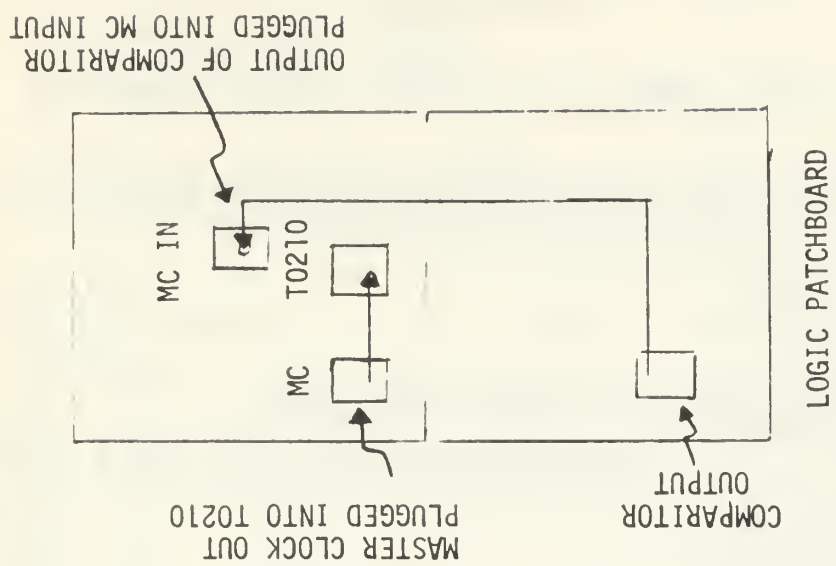 OUTPUT OF COMPARITOR
PLUGGED INTO MC INPUT
MC IN
T0210
MC
MASTER CLOCK OUT
PLUGGED INTO T0210
COMPARITOR
OUTPUT
LOGIC PATCHBOARD